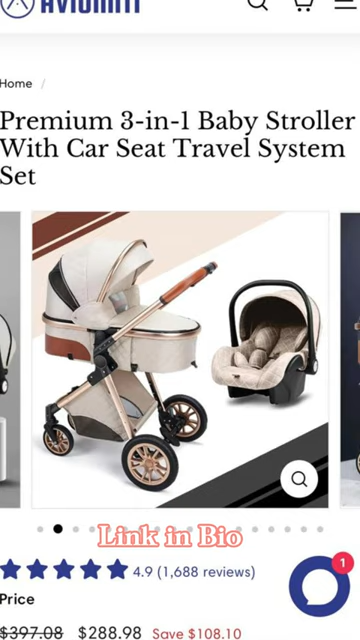 Home /
Premium 3-in-1 Baby Stroller
With Car Seat Travel System
Set
Link in Bio
4.9 (1,688 reviews)
1
Price
$397.08 $288.98 Save $108.10